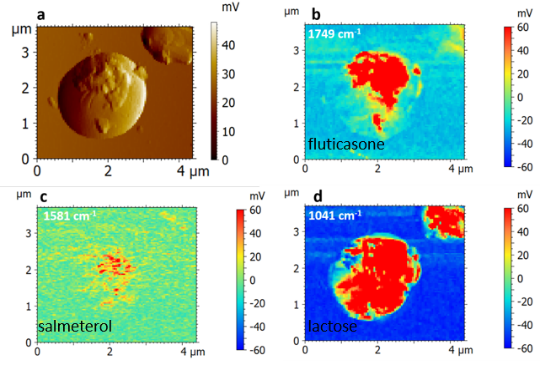 a
mV
μm
3
2
1
0
0
2
4 μm
40
30
20
10
0
b
mV
μm
1749 cm-1
3
2
1
0
fluticasone
0
2
4 μm
60
40
20
0
-20
-40
-60
c
mV
μm
1581 cm-1
3
2
1
0
salmeterol
0
2
4 μm
60
40
20
0
-20
-40
-60
d
mV
μm
1041 cm-1
3
2
1
0
lactose
0
2
4 μm
60
40
20
0
-20
-40
-60